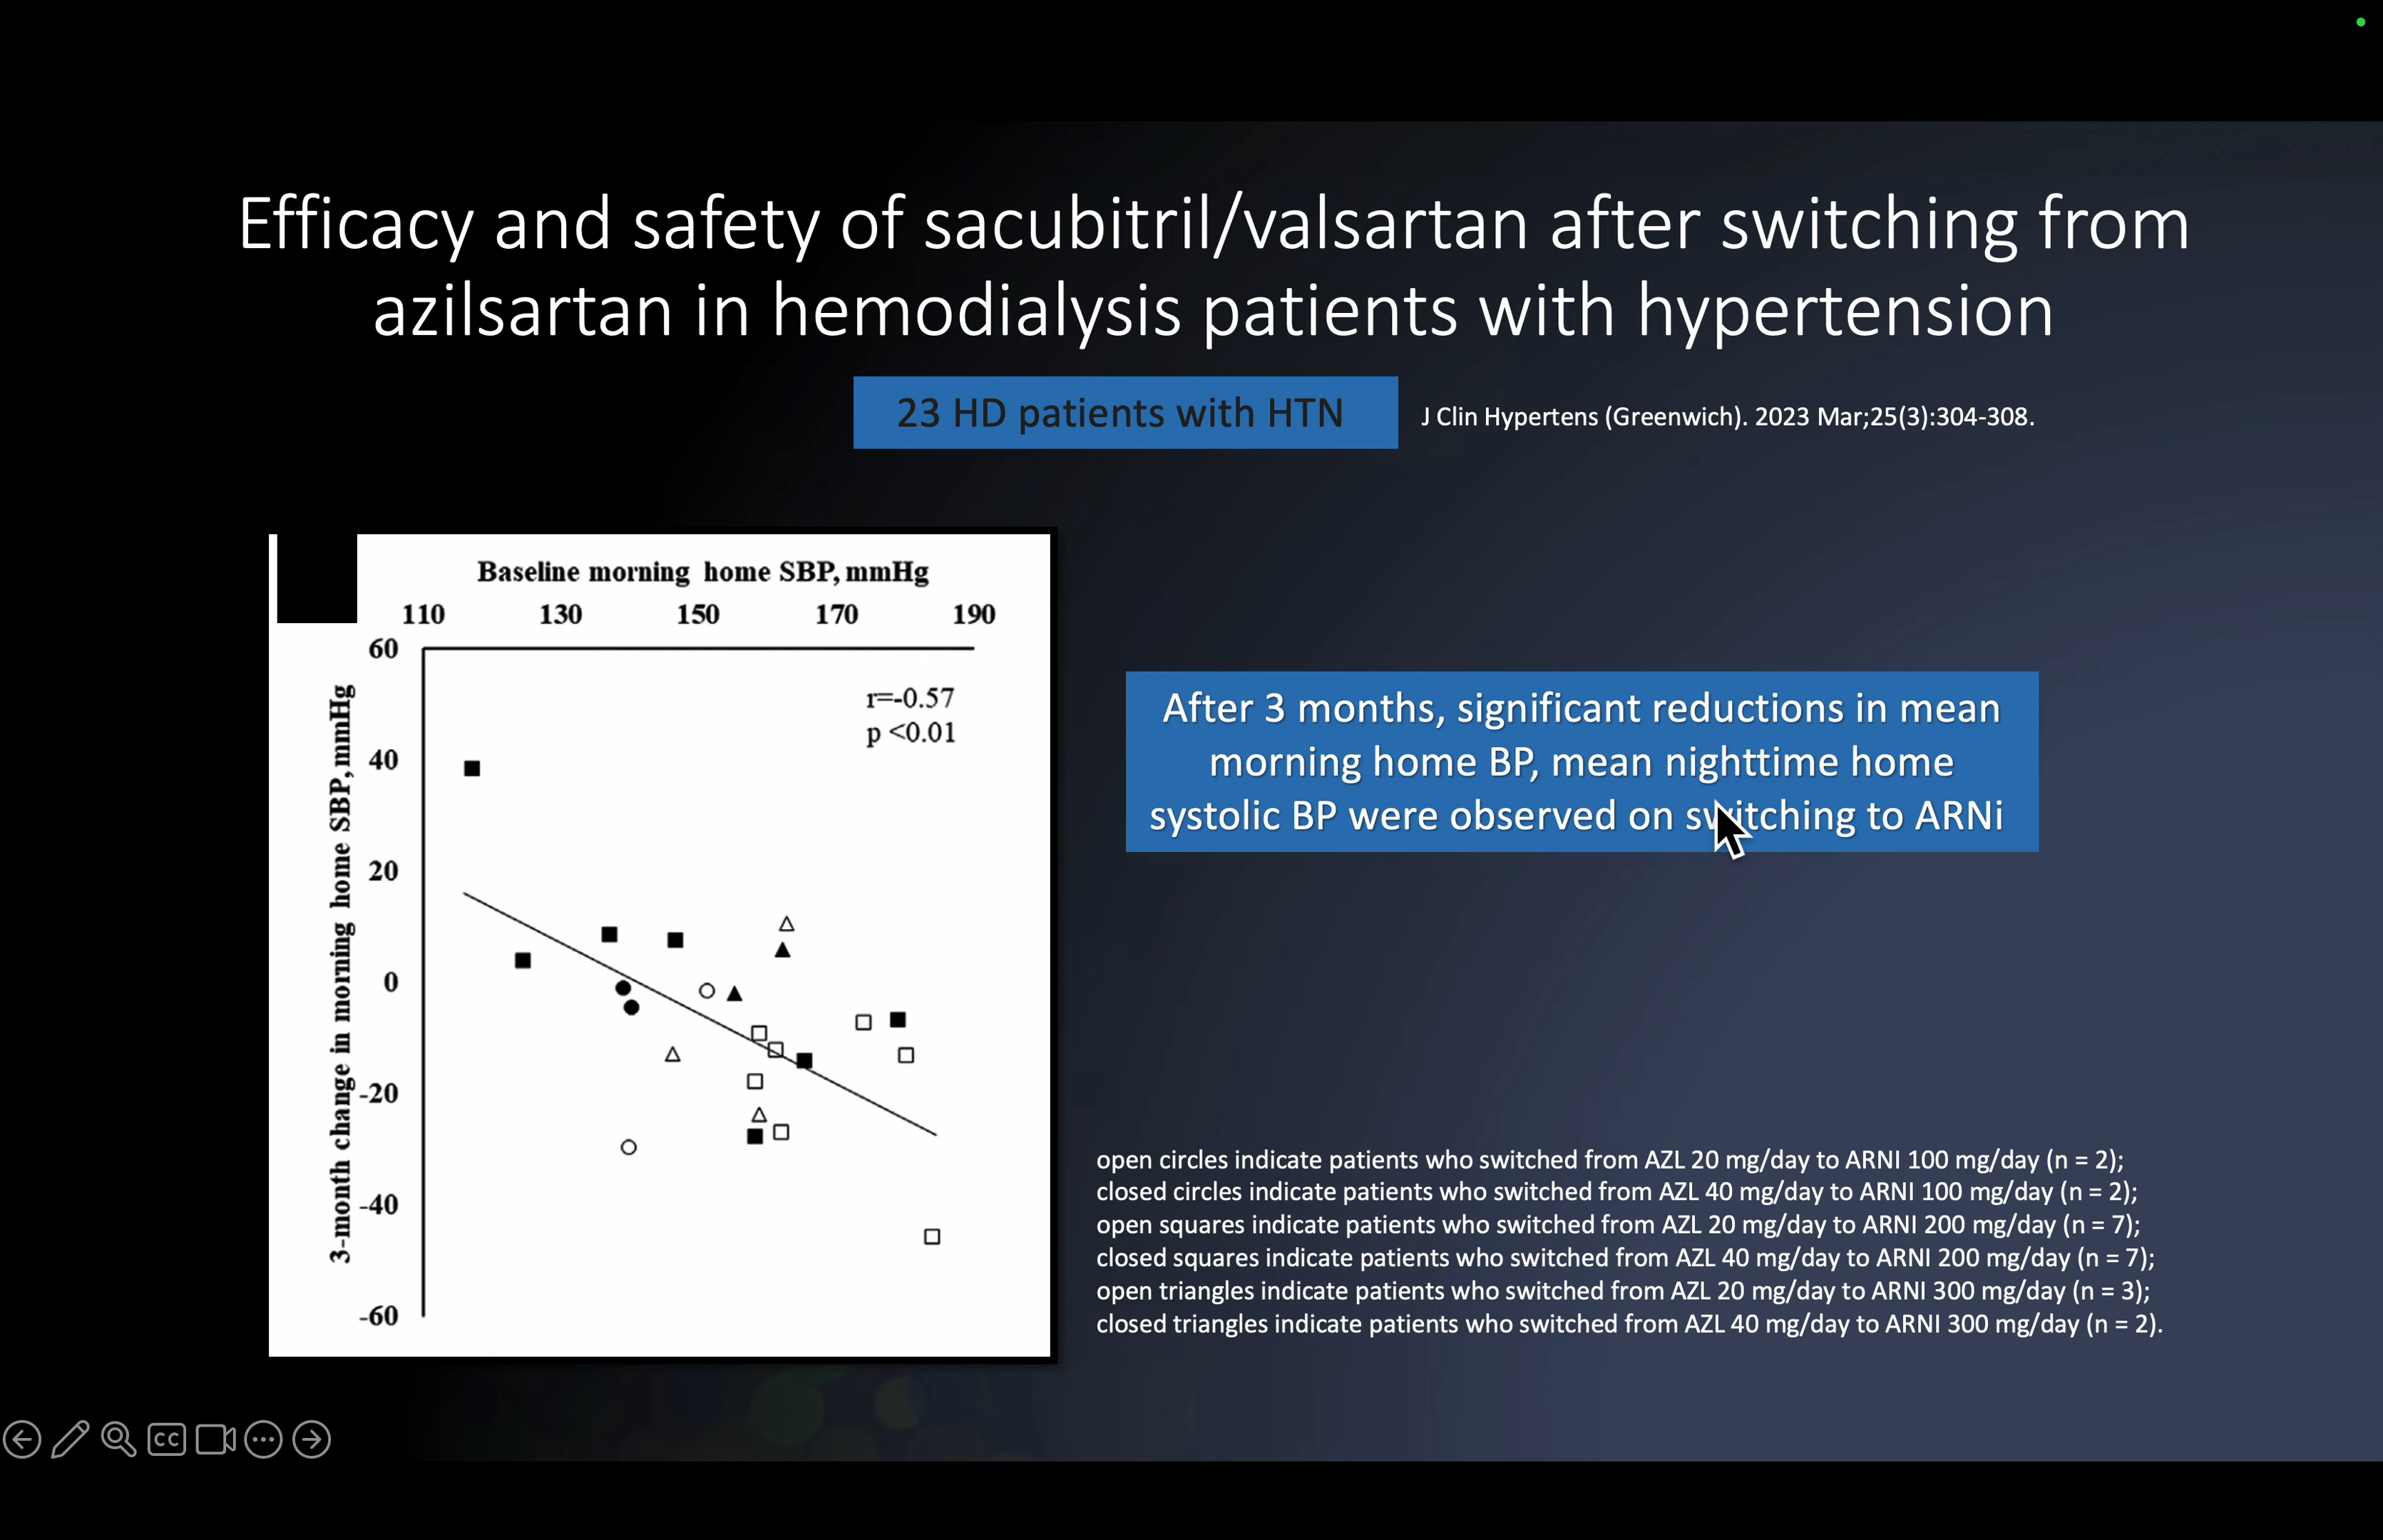 Efficacy and safety of sacubitril/valsartan after switching from
azilsartan in hemodialysis patients with hypertension
23 HD patients with HTN
J Clin Hypertens (Greenwich). 2023 Mar;25(3):304-308.
Baseline morning home SBP, mmHg
110 130 150 170 190
60
40
20
0
-20
-40
-60
3-month change in morning home SBP, mmHg
r=-0.57
p <0.01
After 3 months, significant reductions in mean
morning home BP, mean nighttime home
systolic BP were observed on switching to ARNi
open circles indicate patients who switched from AZL 20 mg/day to ARNI 100 mg/day (n = 2);
closed circles indicate patients who switched from AZL 40 mg/day to ARNI 100 mg/day (n = 2);
open squares indicate patients who switched from AZL 20 mg/day to ARNI 200 mg/day (n = 7);
closed squares indicate patients who switched from AZL 40 mg/day to ARNI 200 mg/day (n = 7);
open triangles indicate patients who switched from AZL 20 mg/day to ARNI 300 mg/day (n = 3);
closed triangles indicate patients who switched from AZL 40 mg/day to ARNI 300 mg/day (n = 2).
CC